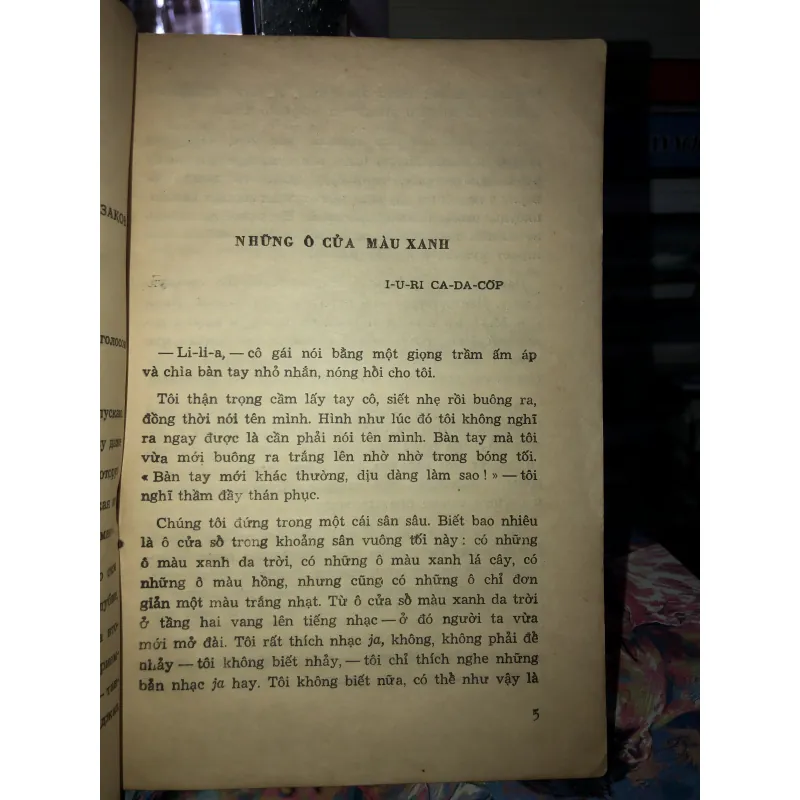 ЗАКОВ
голосом
NHỮNG Ô CỬA MÀU XANH
I-U-RI CA-DA-CỐP
— Li-li-a, — cô gái nói bằng một giọng trầm ấm áp
và chìa bàn tay nhỏ nhắn, nóng hồi cho tôi.
Tôi thận trọng cầm lấy tay cô, siết nhẹ rồi buông ra,
đồng thời nói tên mình. Hình như lúc đó tôi không nghĩ
ra ngay được là cần phải nói tên mình. Bàn tay mà tôi
vừa mới buông ra trắng lên nhờ nhờ trong bóng tối.
« Bàn tay mới khác thường, dịu dàng làm sao ! » — tôi
nghĩ thầm đầy thán phục.
Chúng tôi đứng trong một cái sân sâu. Biết bao nhiêu
là ô cửa sổ trong khoảng sân vuông tối này : có những
ô màu xanh da trời, có những ô màu xanh lá cây, có
những ô màu hồng, nhưng cũng có những ô chỉ đơn
giản một màu trắng nhạt. Từ ô cửa sổ màu xanh da trời
ở tầng hai vang lên tiếng nhạc — ở đó người ta vừa
mới mở đài. Tôi rất thích nhạc ja, không, không phải để
nhảy — tôi không biết nhảy, — tôi chỉ thích nghe những
bản nhạc ja hay. Tôi không biết nữa, có thể như vậy là
5